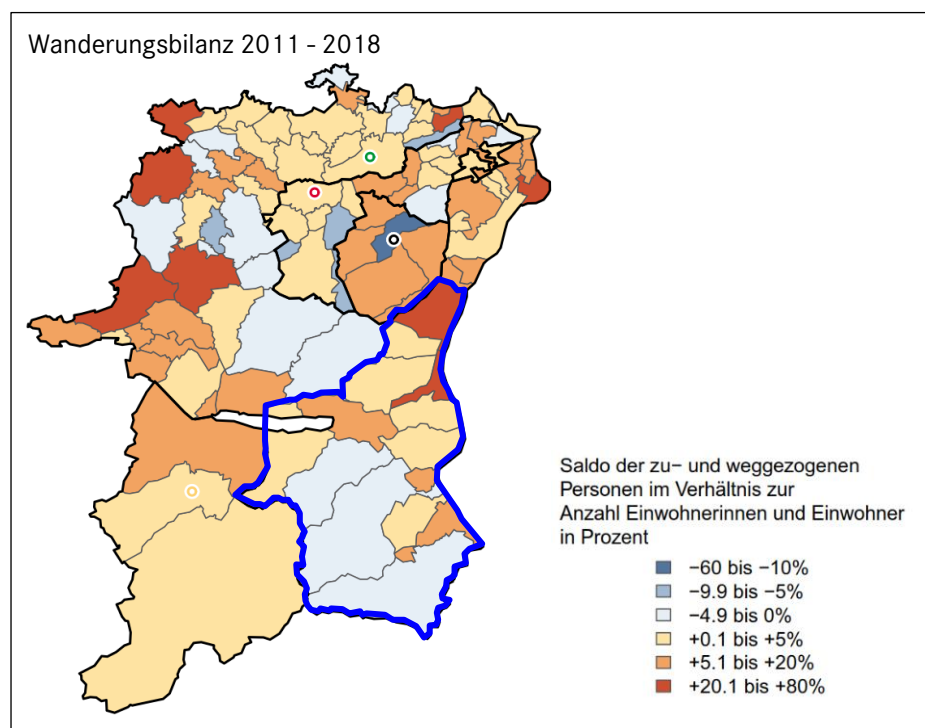 Wanderungsbilanz 2011 - 2018
Saldo der zu− und weggezogenen
Personen im Verhältnis zur
Anzahl Einwohnerinnen und Einwohner
in Prozent
−60 bis −10%
−9.9 bis −5%
−4.9 bis 0%
+0.1 bis +5%
+5.1 bis +20%
+20.1 bis +80%